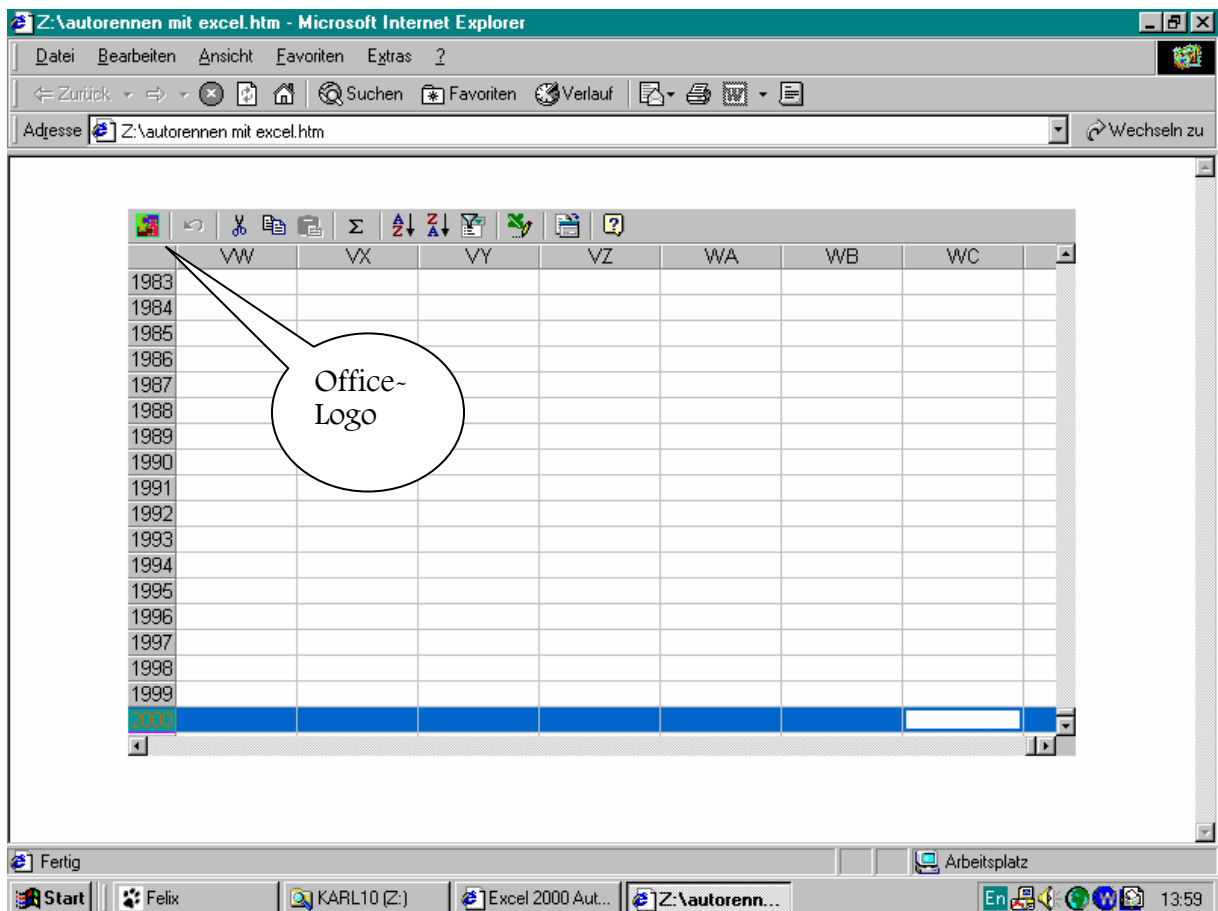 Z:\autorennen mit excel.htm - Microsoft Internet Explorer
Datei Bearbeiten Ansicht Favoriten Extras ?
Zurück Suchen Favoriten Verlauf
Adresse Z:\autorennen mit excel.htm Wechseln zu
VW VX VY VZ WA WB WC
1983
1984
1985
1986
1987
1988
1989
1990
1991
1992
1993
1994
1995
1996
1997
1998
1999
2000
Office-
Logo
Fertig Arbeitsplatz
Start Felix KARL10 (Z:) Excel 2000 Aut... Z:\autorenn... En 13:59